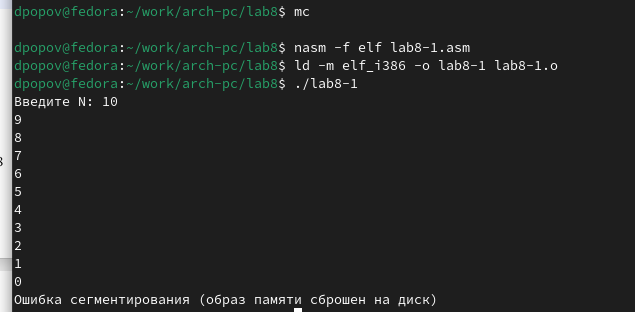 dpopov@fedora:~/work/arch-pc/lab8$ mc
dpopov@fedora:~/work/arch-pc/lab8$ nasm -f elf lab8-1.asm
dpopov@fedora:~/work/arch-pc/lab8$ ld -m elf_i386 -o lab8-1 lab8-1.o
dpopov@fedora:~/work/arch-pc/lab8$ ./lab8-1
Введите N: 10
9
8
7
6
5
4
3
2
1
0
Ошибка сегментирования (образ памяти сброшен на диск)